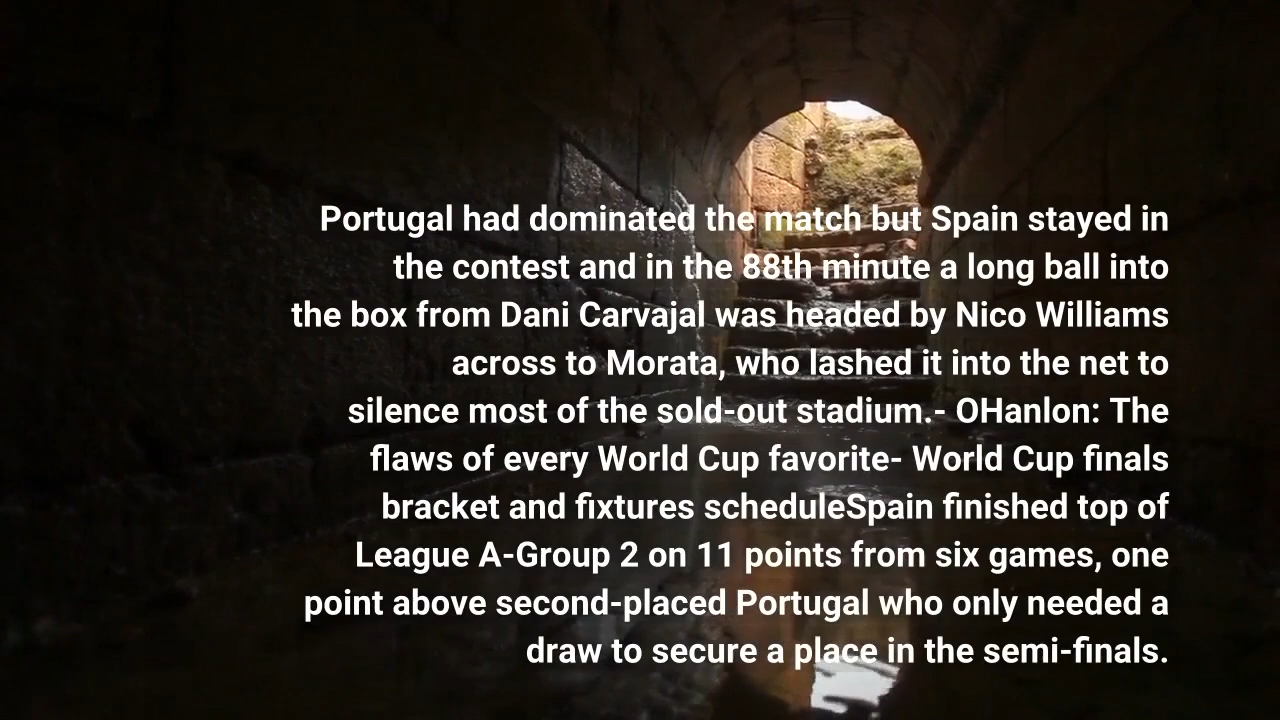 Portugal had dominated the match but Spain stayed in
the contest and in the 88th minute a long ball into
the box from Dani Carvajal was headed by Nico Williams
across to Morata, who lashed it into the net to
silence most of the sold-out stadium.- OHanlon: The
flaws of every World Cup favorite- World Cup finals
bracket and fixtures scheduleSpain finished top of
League A-Group 2 on 11 points from six games, one
point above second-placed Portugal who only needed a
draw to secure a place in the semi-finals.